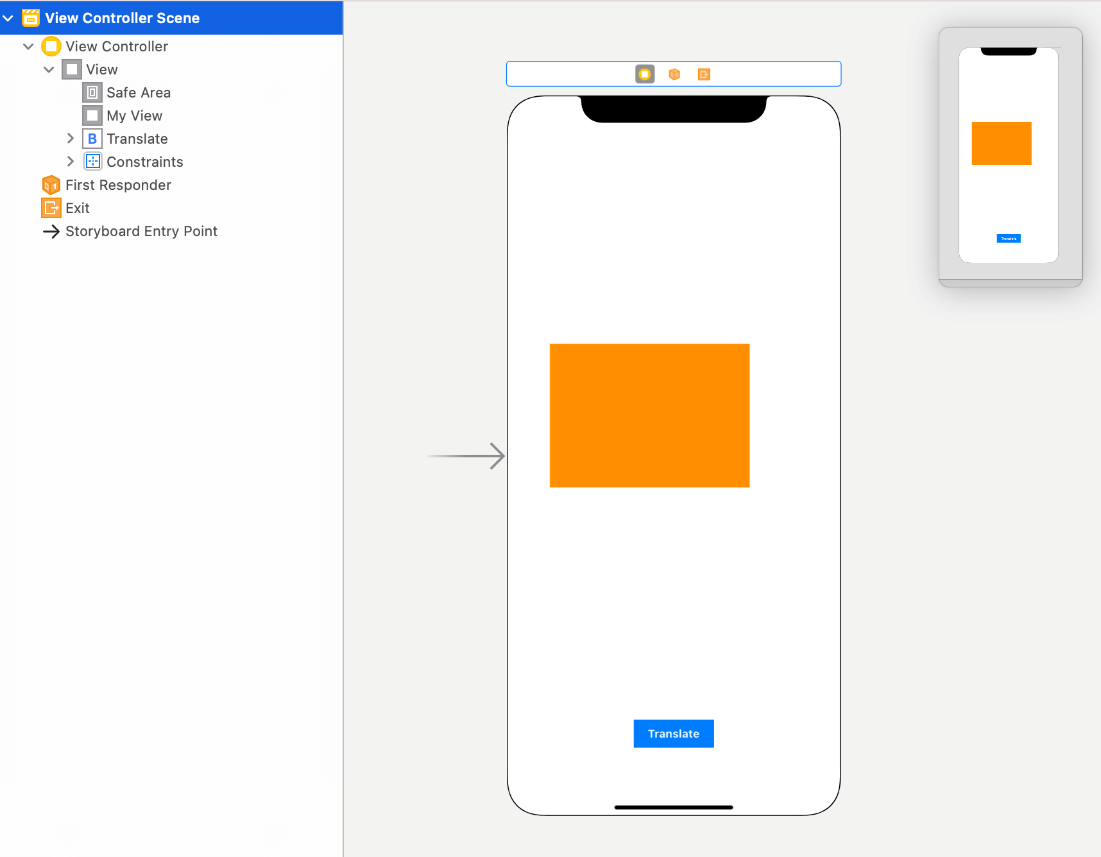 View Controller Scene
View Controller
View
Safe Area
My View
B Translate
Constraints
First Responder
Exit
Storyboard Entry Point
Translate
Translate